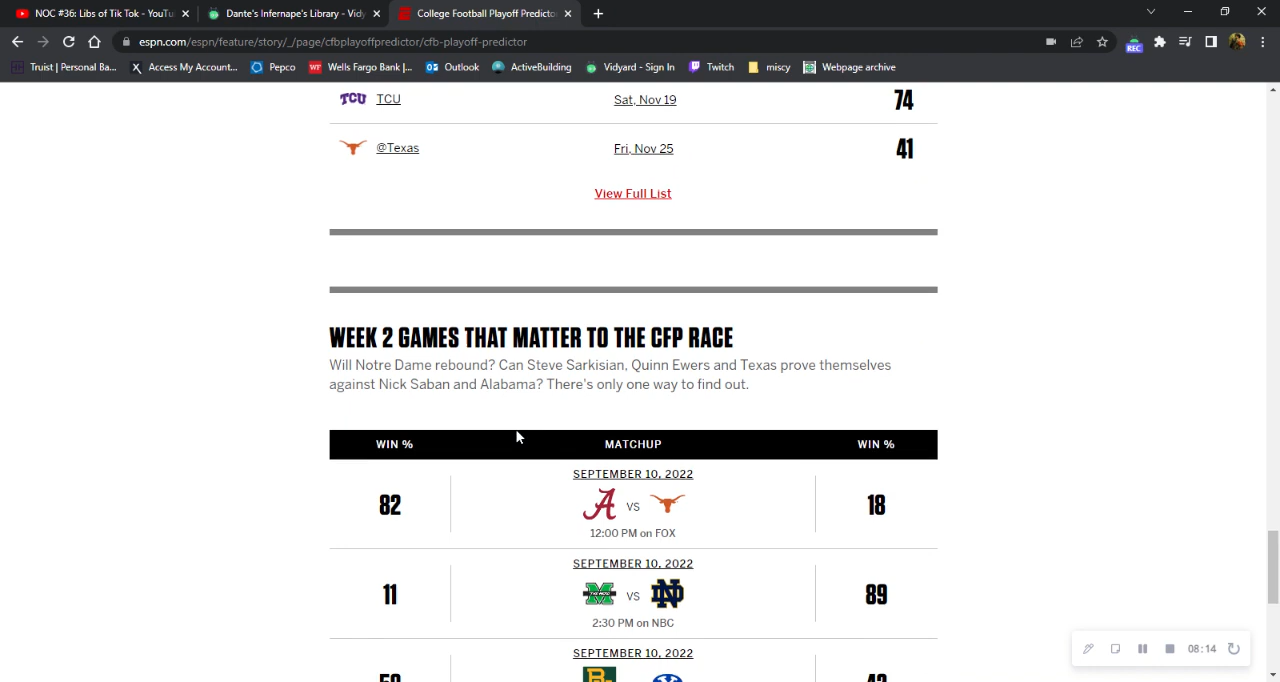 NOC #36: Libs of Tik Tok - YouTu
Dante's Infernape's Library - Vidy
College Football Playoff Predicto
espn.com/espn/feature/story/_/page/cfbplayoffpredictor/cfb-playoff-predictor
REC
Truist | Personal Ba...
Access My Account...
Pepco
WF
Wells Fargo Bank |...
Outlook
ActiveBuilding
Vidyard - Sign In
Twitch
miscy
Webpage archive
TCU TCU Sat, Nov 19 74
@Texas Fri, Nov 25 41
View Full List
WEEK 2 GAMES THAT MATTER TO THE CFP RACE
Will Notre Dame rebound? Can Steve Sarkisian, Quinn Ewers and Texas prove themselves
against Nick Saban and Alabama? There's only one way to find out.
WIN % MATCHUP WIN %
SEPTEMBER 10, 2022
82 A VS 18
12:00 PM on FOX
SEPTEMBER 10, 2022
11 M VS ND 89
2:30 PM on NBC
SEPTEMBER 10, 2022
08:14